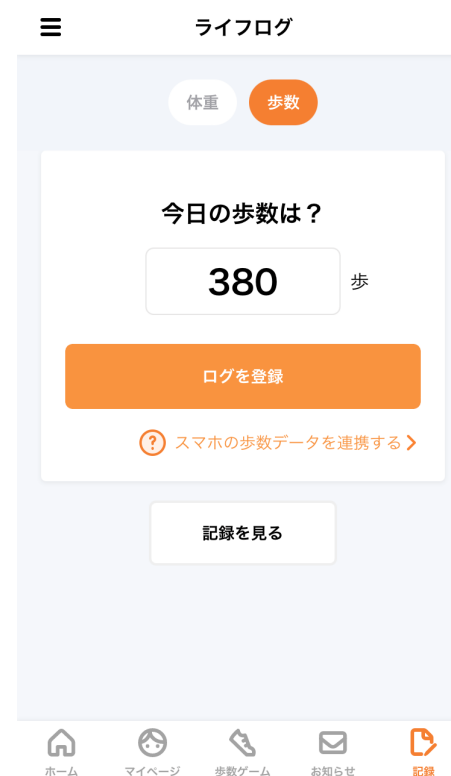 ライフログ
体重
歩数
今日の歩数は？
380 歩
ログを登録
? スマホの歩数データを連携する
記録を見る
ホーム
マイページ
歩数ゲーム
お知らせ
記録